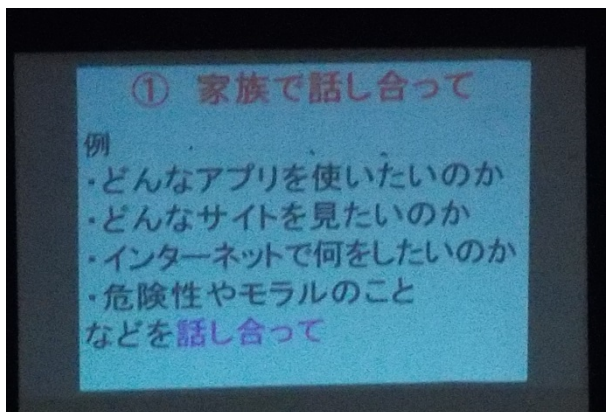 ① 家族で話し合って
例
・どんなアプリを使いたいのか
・どんなサイトを見たいのか
・インターネットで何をしたいのか
・危険性やモラルのこと
などを話し合って